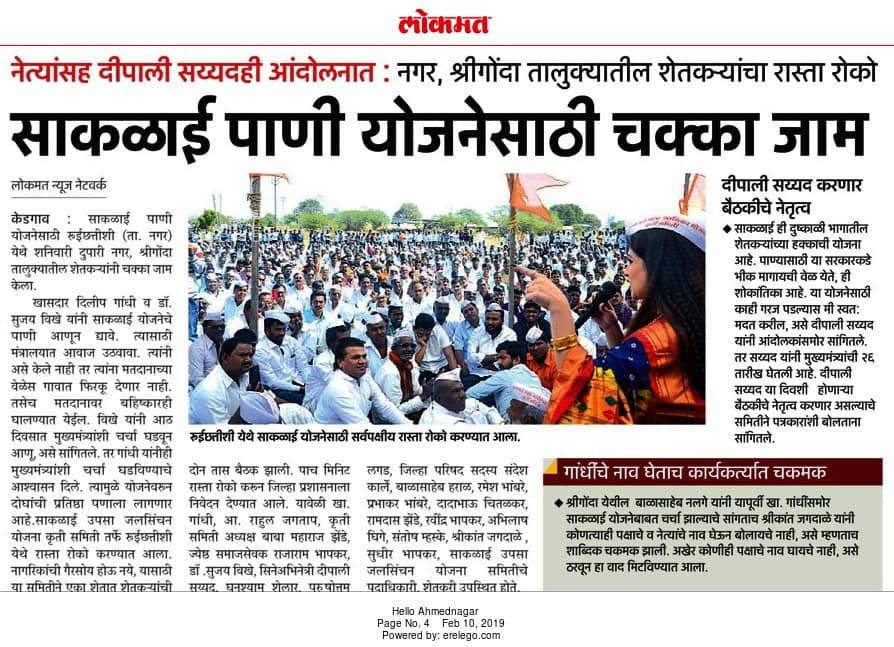 लोकमत
नेत्यांसह दीपाली सय्यदही आंदोलनात : नगर, श्रीगोंदा तालुक्यातील शेतकऱ्यांचा रास्ता रोको
साकळाई पाणी योजनेसाठी चक्का जाम
लोकमत न्यूज नेटवर्क
केडगाव : साकळाई पाणी
योजनेसाठी रुईछत्तीशी (ता. नगर)
येथे शनिवारी दुपारी नगर, श्रीगोंदा
तालुक्यातील शेतकऱ्यांनी चक्का जाम
केला.
खासदार दिलीप गांधी व डॉ.
सुजय विखे यांनी साकळाई योजनेचे
पाणी आणून द्यावे. त्यासाठी
मंत्रालयात आवाज उठवावा. त्यांनी
असे केले नाही तर त्यांना मतदानाच्या
वेळेस गावात फिरकू देणार नाही.
तसेच मतदानावर बहिष्कारही
घालण्यात येईल. विखे यांनी आठ
दिवसात मुख्यमंत्र्यांशी चर्चा घडवून
आणू, असे सांगितले. तर गांधी यांनीही
मुख्यमंत्र्यांशी चर्चा घडविण्याचे
आश्वासन दिले. त्यामुळे योजनेवरुन
दोघांची प्रतिष्ठा पणाला लागणार
आहे.साकळाई उपसा जलसिंचन
योजना कृती समिती तर्फे रुईछत्तीशी
येथे रास्ता रोको करण्यात आला.
नागरिकांची गैरसोय होऊ नये, यासाठी
या समितीने एका शेतात शेतकऱ्यांची
रुईछत्तीशी येथे साकळाई योजनेसाठी सर्वपक्षीय रास्ता रोको करण्यात आला.
दोन तास बैठक झाली. पाच मिनिट
रास्ता रोको करून जिल्हा प्रशासनाला
निवेदन देण्यात आले. यावेळी खा.
गांधी, आ. राहुल जगताप, कृती
समिती अध्यक्ष बाबा महाराज झेंडे,
ज्येष्ठ समाजसेवक राजाराम भापकर,
डॉ .सुजय विखे, सिनेअभिनेत्री दीपाली
सय्यद, घनश्याम शेलार, पुरुषोत्तम
लगड, जिल्हा परिषद सदस्य संदेश
कार्ले, बाळासाहेब हराळ, रमेश भांबरे,
प्रभाकर भांबरे, दादाभाऊ चितळकर,
रामदास झेंडे, रवींद्र भापकर, अभिलाष
घिगे, संतोष म्हस्के, श्रीकांत जगदाळे ,
सुधीर भापकर, साकळाई उपसा
जलसिंचन योजना समितीचे
पदाधिकारी, शेतकरी उपस्थित होते.
दीपाली सय्यद करणार
बैठकीचे नेतृत्व
◆ साकळाई ही दुष्काळी भागातील
शेतकऱ्यांच्या हक्काची योजना
आहे. पाण्यासाठी या सरकारकडे
भीक मागायची वेळ येते, ही
शोकांतिका आहे. या योजनेसाठी
काही गरज पडल्यास मी स्वत:
मदत करील, असे दीपाली सय्यद
यांनी आंदोलकांसमोर सांगितले.
तर सय्यद यांनी मुख्यमंत्र्यांची २६
तारीख घेतली आहे. दीपाली
सय्यद या दिवशी होणाऱ्या
बैठकीचे नेतृत्व करणार असल्याचे
समितीने पत्रकारांशी बोलताना
सांगितले.
गांधींचे नाव घेताच कार्यकर्त्यात चकमक
◆ श्रीगोंदा येथील बाळासाहेब नलगे यांनी यापूर्वी खा. गांधींसमोर
साकळाई योजनेबाबत चर्चा झाल्याचे सांगताच श्रीकांत जगदाळे यांनी
कोणत्याही पक्षाचे व नेत्यांचे नाव घेऊन बोलायचे नाही, असे म्हणताच
शाब्दिक चकमक झाली. अखेर कोणीही पक्षाचे नाव घ्यायचे नाही, असे
ठरवून हा वाद मिटविण्यात आला.
Hello Ahmednagar
Page No. 4 Feb 10, 2019
Powered by: erelego.com